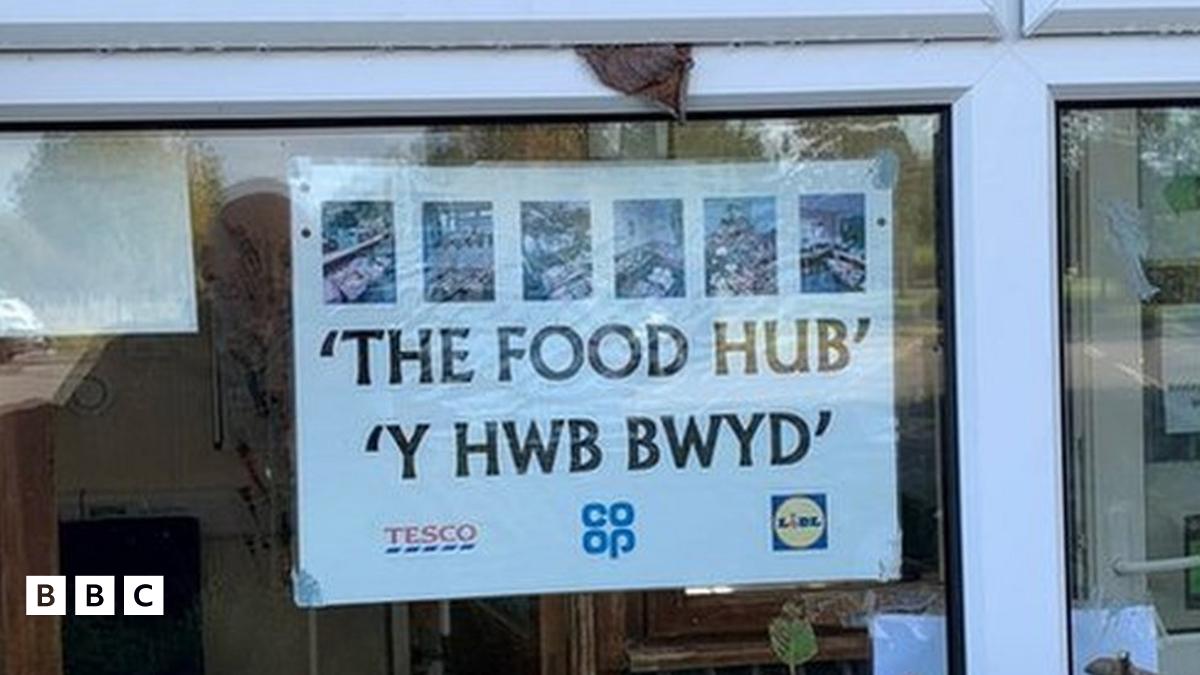 ‘THE FOOD HUB’
‘Y HWB BWYD’
TESCO
CO
OP
LIDL
BBC